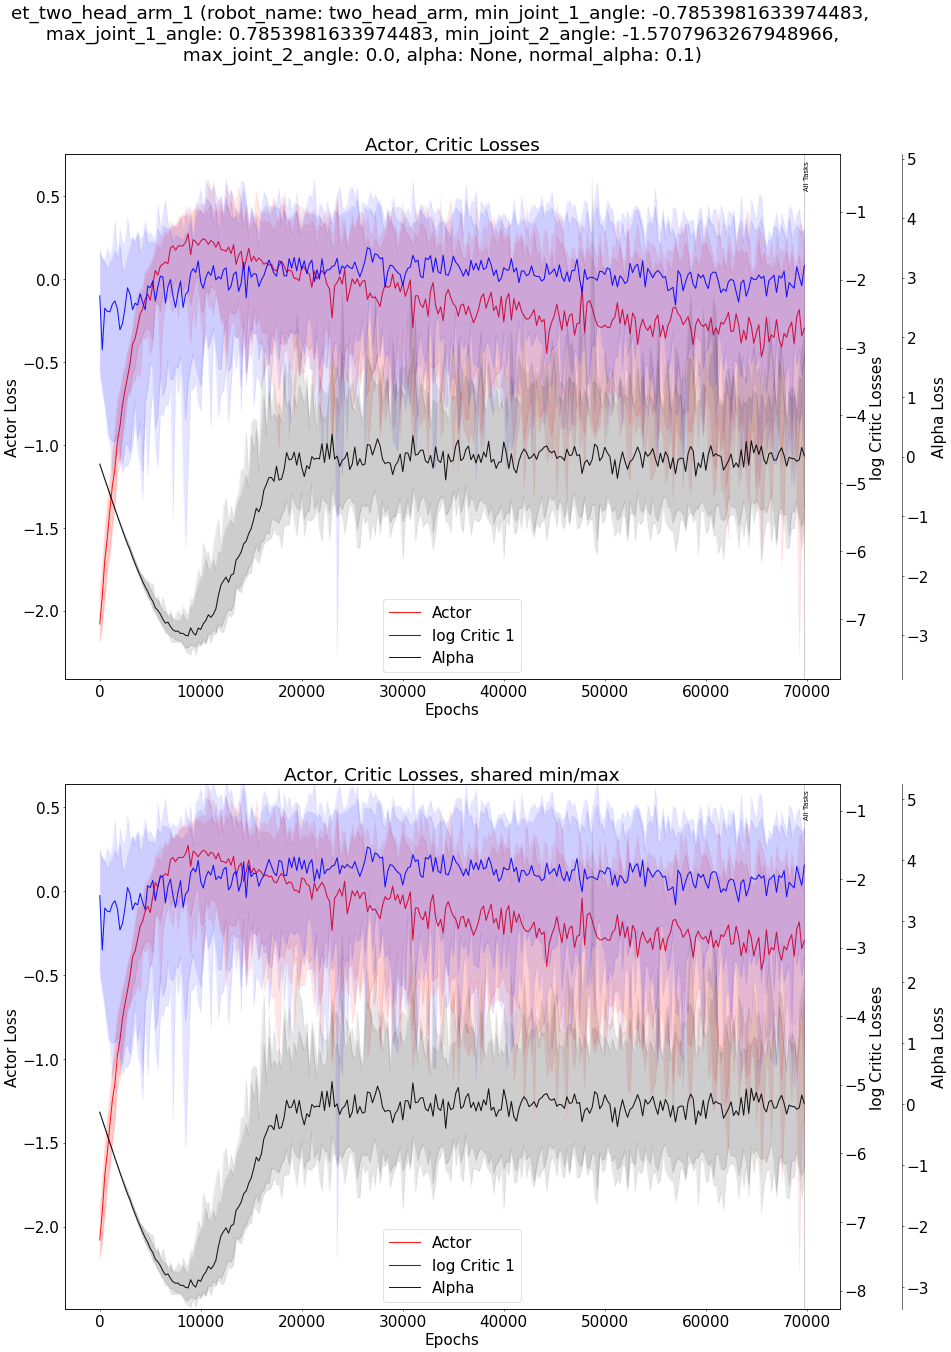 et_two_head_arm_1 (robot_name: two_head_arm, min_joint_1_angle: -0.7853981633974483,
max_joint_1_angle: 0.7853981633974483, min_joint_2_angle: -1.5707963267948966,
max_joint_2_angle: 0.0, alpha: None, normal_alpha: 0.1)
Actor, Critic Losses
All Tasks
0.5
0.0
−0.5
−1.0
−1.5
−2.0
Actor Loss
−1
−2
−3
−4
−5
−6
−7
log Critic Losses
5
4
3
2
1
0
−1
−2
−3
Alpha Loss
Actor
log Critic 1
Alpha
0 10000 20000 30000 40000 50000 60000 70000
Epochs
Actor, Critic Losses, shared min/max
All Tasks
0.5
0.0
−0.5
−1.0
−1.5
−2.0
Actor Loss
−1
−2
−3
−4
−5
−6
−7
−8
log Critic Losses
5
4
3
2
1
0
−1
−2
−3
Alpha Loss
Actor
log Critic 1
Alpha
0 10000 20000 30000 40000 50000 60000 70000
Epochs